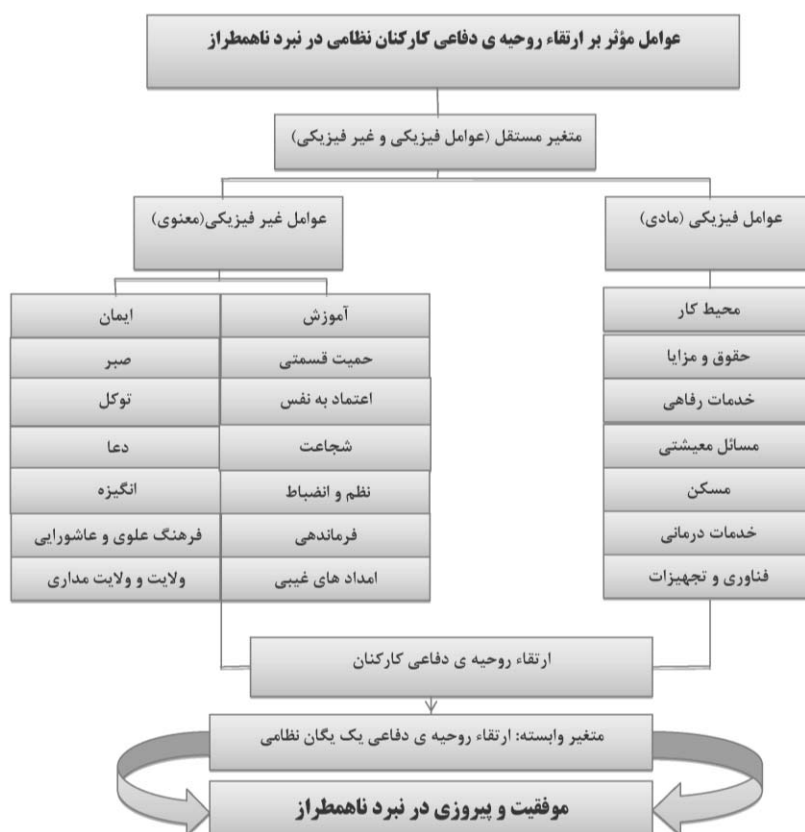 عوامل مؤثر بر ارتقاء روحیه ی دفاعی کارکنان نظامی در نبرد ناهمطراز
متغیر مستقل (عوامل فیزیکی و غیر فیزیکی)
عوامل فیزیکی (مادی)
محیط کار
حقوق و مزایا
خدمات رفاهی
مسائل معیشتی
مسکن
خدمات درمانی
فناوری و تجهیزات
عوامل غیر فیزیکی(معنوی)
آموزش
حمیت قسمتی
اعتماد به نفس
شجاعت
نظم و انضباط
فرماندهی
امداد های غیبی
ایمان
صبر
توکل
دعا
انگیزه
فرهنگ علوی و عاشورایی
ولایت و ولایت مداری
ارتقاء روحیه ی دفاعی کارکنان
متغیر وابسته: ارتقاء روحیه ی دفاعی یک یگان نظامی
موفقیت و پیروزی در نبرد ناهمطراز